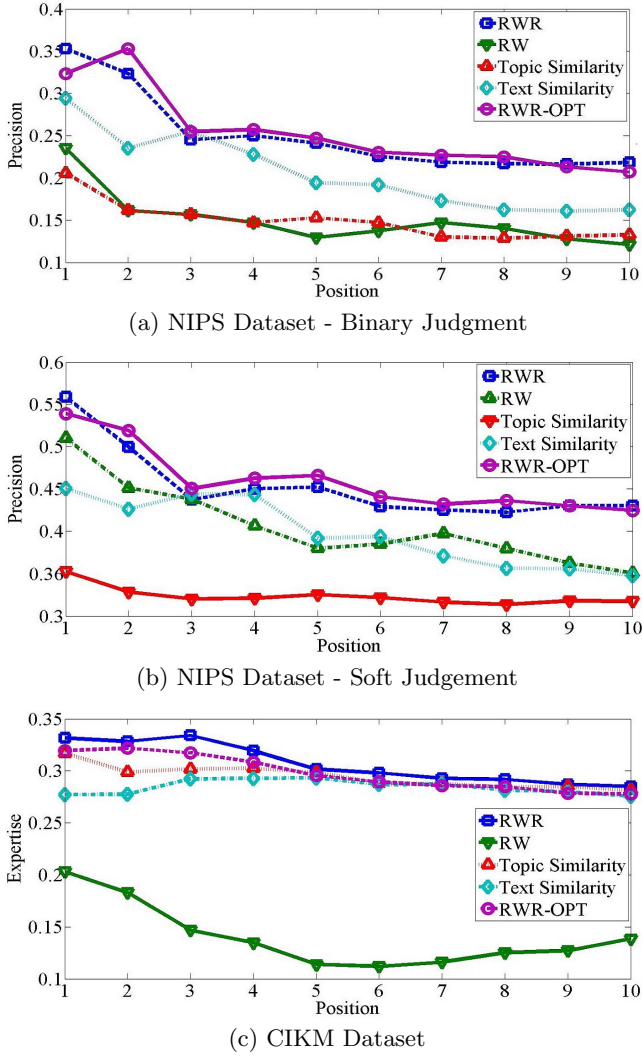 0.4
0.35
0.3
0.25
0.2
0.15
0.1
Precision
RWR
RW
Topic Similarity
Text Similarity
RWR-OPT
1 2 3 4 5 6 7 8 9 10
Position
(a) NIPS Dataset - Binary Judgment
0.6
0.55
0.5
0.45
0.36
0.3
Precision
RWR
RW
Topic Similarity
Text Similarity
RWR-OPT
1 2 3 4 5 6 7 8 9 10
Position
(b) NIPS Dataset - Soft Judgement
0.35
0.3
0.25
0.2
0.15
0.1
Expertise
RWR
RW
Topic Similarity
Text Similarity
RWR-OPT
1 2 3 4 5 6 7 8 9 10
Position
(c) CIKM Dataset